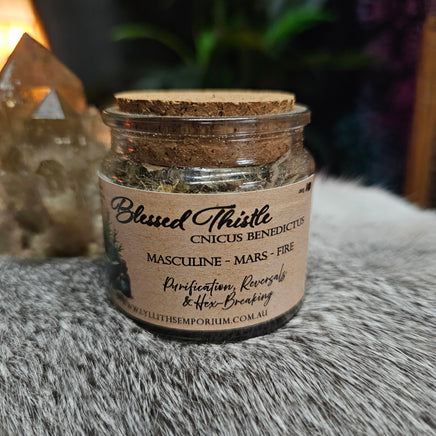 Blessed Thistle
CNICUS BENEDICTUS
MASCULINE - MARS - FIRE
Purification, Reversals
& Hex-Breaking
WWW.LYLLITHSEMPORIUM.COM.AU